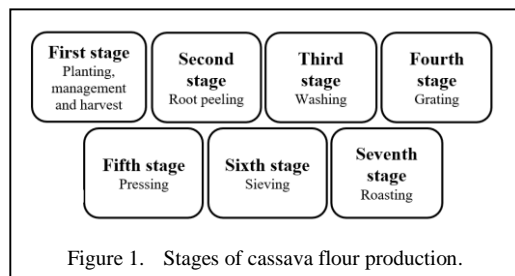 First stage
Planting,
management
and harvest
Second
stage
Root peeling
Third
stage
Washing
Fourth
stage
Grating
Fifth stage
Pressing
Sixth stage
Sieving
Seventh
stage
Roasting
Figure 1. Stages of cassava flour production.